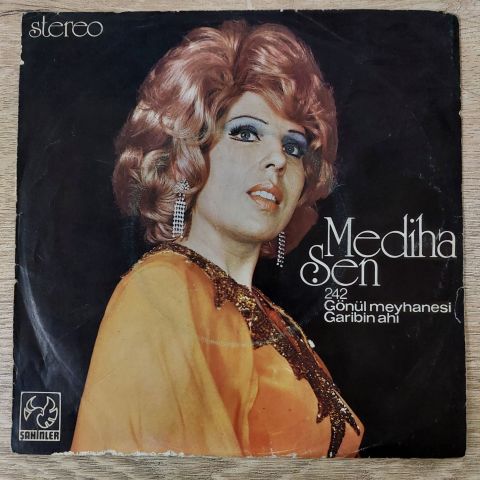 stereo
Mediha
Şen
242
Gönül meyhanesi
Garibin ahı
ŞAHİNLER